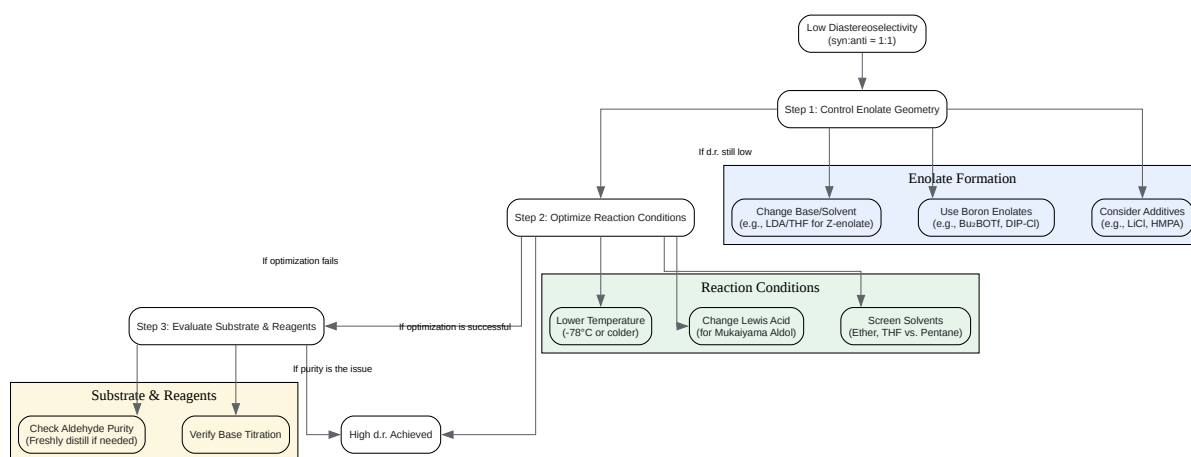 Low Diastereoselectivity
(syn:anti ≈ 1:1)
Step 1: Control Enolate Geometry
If d.r. still low
Enolate Formation
Change Base/Solvent
(e.g., LDA/THF for Z-enolate)
Use Boron Enolates
(e.g., Bu₂BOTf, DIP-Cl)
Consider Additives
(e.g., LiCl, HMPA)
Step 2: Optimize Reaction Conditions
If optimization fails
Reaction Conditions
Lower Temperature
(-78°C or colder)
Change Lewis Acid
(for Mukaiyama Aldol)
Screen Solvents
(Ether, THF vs. Pentane)
Step 3: Evaluate Substrate & Reagents
If optimization is successful
If purity is the issue
Substrate & Reagents
Check Aldehyde Purity
(Freshly distill if needed)
Verify Base Titration
High d.r. Achieved